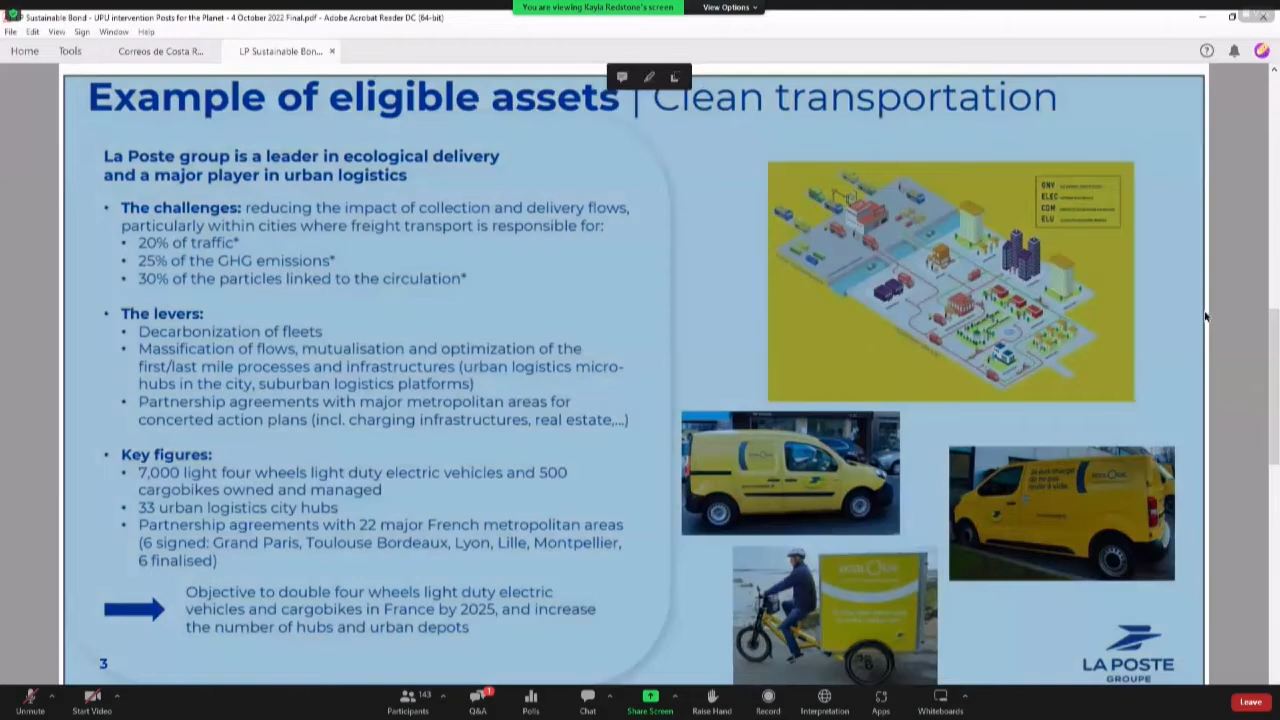 You are viewing Kayla Redstone's screen
View Options
LP Sustainable Bond - UPU intervention Posts for the Planet - 4 October 2022 Final.pdf - Adobe Acrobat Reader DC (64-bit)
File Edit View Sign Window Help
Home Tools Correos de Costa R... LP Sustainable Bon...
Example of eligible assets | Clean transportation
La Poste group is a leader in ecological delivery
and a major player in urban logistics
• The challenges: reducing the impact of collection and delivery flows,
particularly within cities where freight transport is responsible for:
• 20% of traffic*
• 25% of the GHG emissions*
• 30% of the particles linked to the circulation*
• The levers:
• Decarbonization of fleets
• Massification of flows, mutualisation and optimization of the
first/last mile processes and infrastructures (urban logistics micro-
hubs in the city, suburban logistics platforms)
• Partnership agreements with major metropolitan areas for
concerted action plans (incl. charging infrastructures, real estate,...)
• Key figures:
• 7,000 light four wheels light duty electric vehicles and 500
cargobikes owned and managed
• 33 urban logistics city hubs
• Partnership agreements with 22 major French metropolitan areas
(6 signed: Grand Paris, Toulouse Bordeaux, Lyon, Lille, Montpellier,
6 finalised)
Objective to double four wheels light duty electric
vehicles and cargobikes in France by 2025, and increase
the number of hubs and urban depots
3
GNV
ELEC
COM
ELU
LA POSTE
GROUPE
Unmute Start Video Participants 143 Q&A 1 Polls Chat Share Screen Raise Hand Record Interpretation Apps Whiteboards Leave